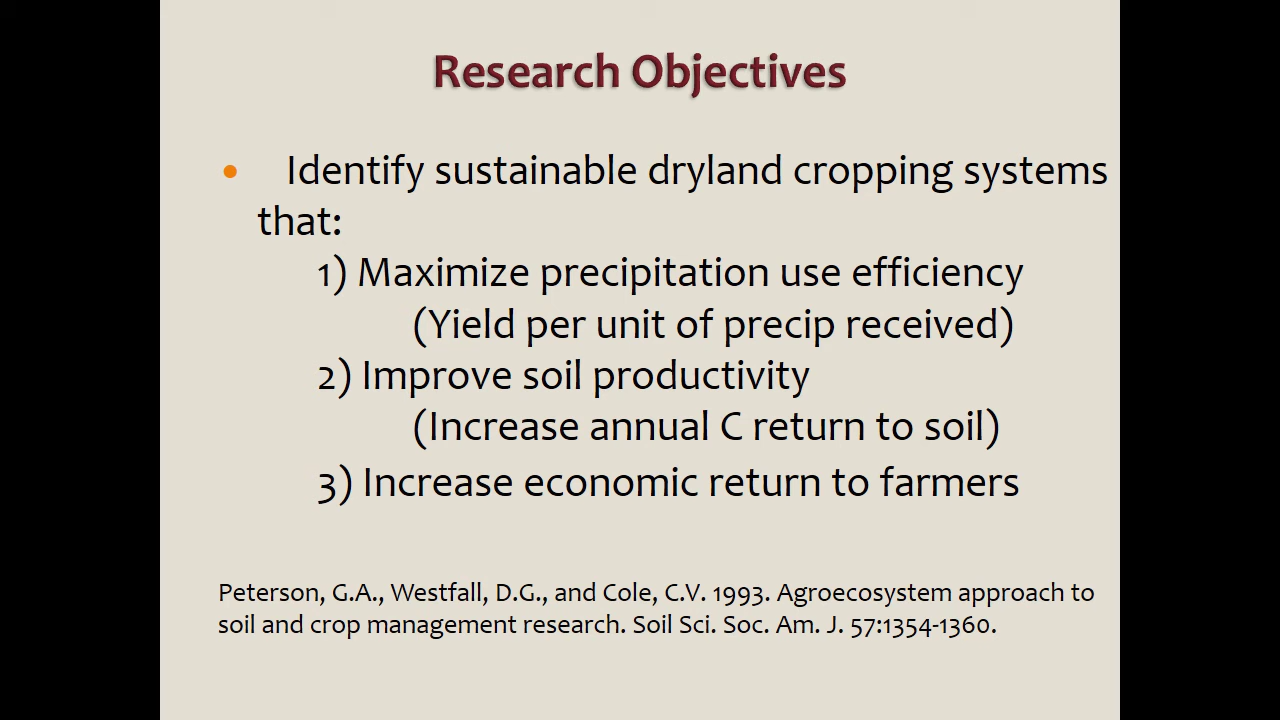 Research Objectives
• Identify sustainable dryland cropping systems
that:
1) Maximize precipitation use efficiency
(Yield per unit of precip received)
2) Improve soil productivity
(Increase annual C return to soil)
3) Increase economic return to farmers
Peterson, G.A., Westfall, D.G., and Cole, C.V. 1993. Agroecosystem approach to
soil and crop management research. Soil Sci. Soc. Am. J. 57:1354-1360.